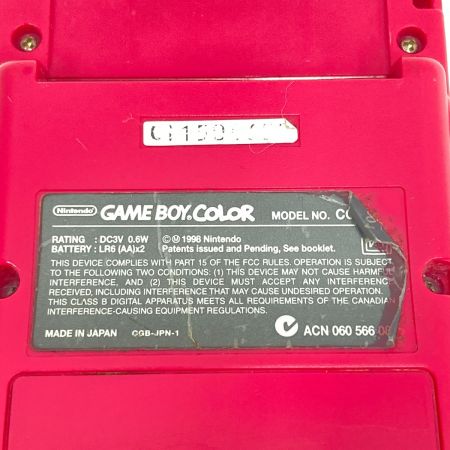 Nintendo GAME BOY COLOR MODEL NO.
RATING : DC3V 0.6W
BATTERY : LR6 (AA)x2
©Ⓜ 1998 Nintendo
Patents issued and Pending, See booklet.
THIS DEVICE COMPLIES WITH PART 15 OF THE FCC RULES. OPERATION IS SUBJECT
TO THE FOLLOWING TWO CONDITIONS: (1) THIS DEVICE MAY NOT CAUSE HARMFUL
INTERFERENCE, AND (2) THIS DEVICE MUST ACCEPT ANY INTERFERENCE
RECEIVED, INCLUDING INTERFERENCE THAT MAY CAUSE UNDESIRED OPERATION.
THIS CLASS B DIGITAL APPARATUS MEETS ALL REQUIREMENTS OF THE CANADIAN
INTERFERENCE-CAUSING EQUIPMENT REGULATIONS.
MADE IN JAPAN CGB-JPN-1 ACN 060 566